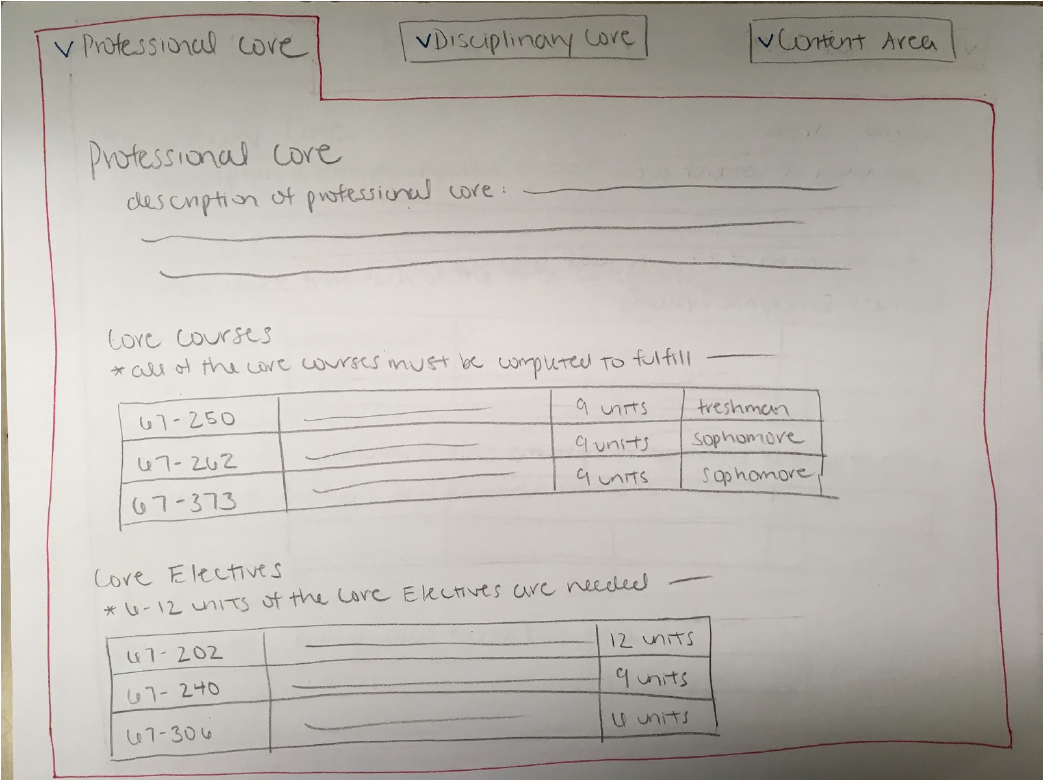 v Professional core
v Disciplinary core
v Content Area
Professional core
description of professional core:
Core Courses
* all of the core courses must be computed to fulfill
67-250 9 units freshman
67-262 9 units sophomore
67-373 9 units sophomore
Core Electives
* 6-12 units of the Core Electives are needed
67-202 12 units
67-240 9 units
67-306 6 units